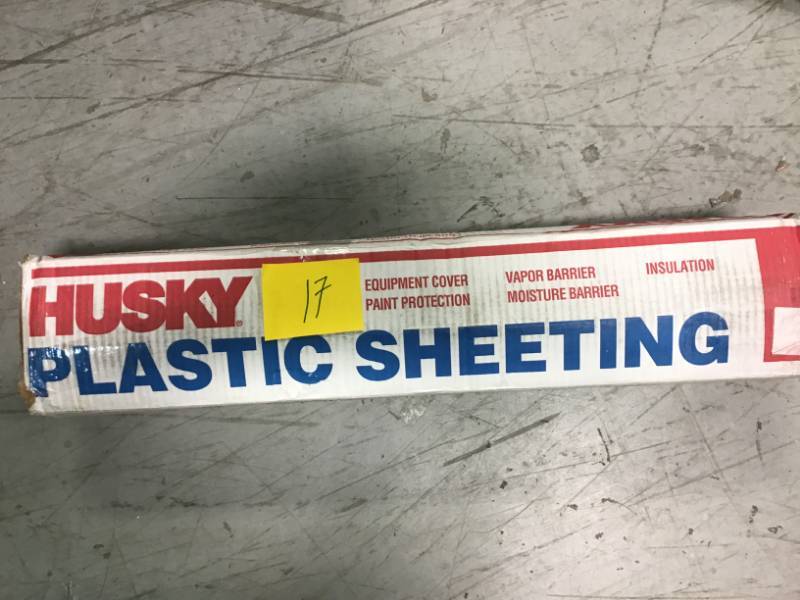 HUSKY
17
EQUIPMENT COVER
PAINT PROTECTION
VAPOR BARRIER
MOISTURE BARRIER
INSULATION
PLASTIC SHEETING